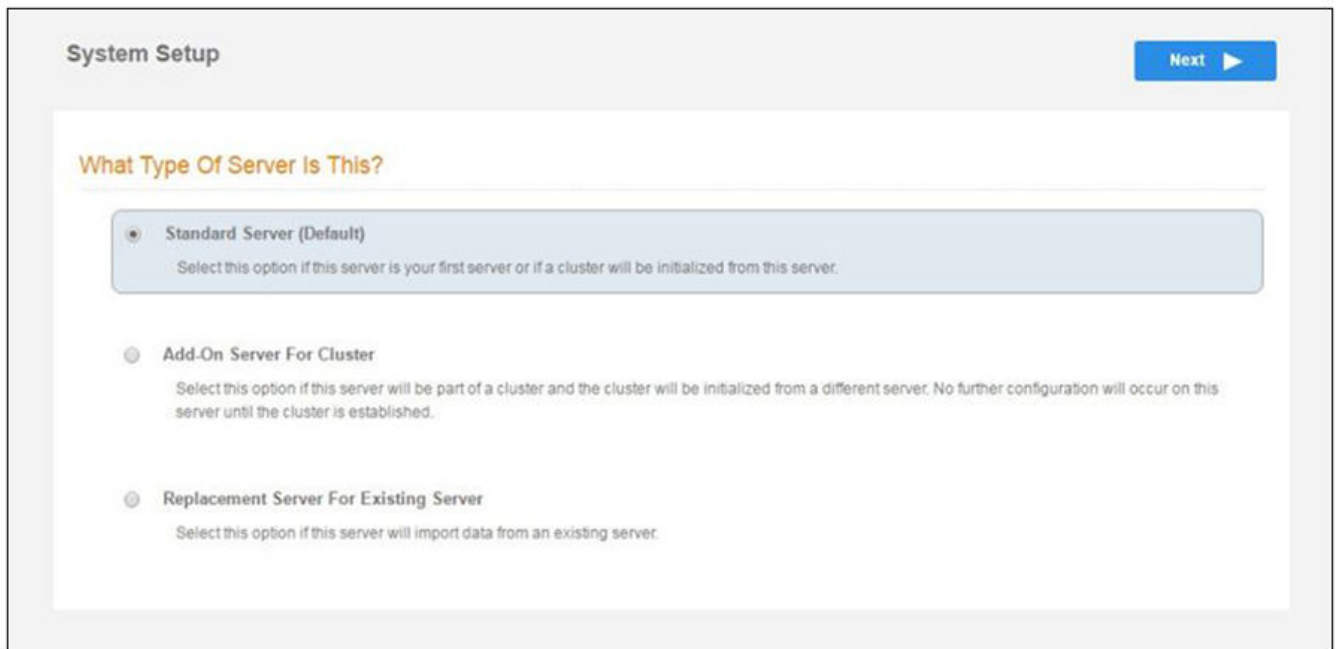 System Setup
Next
What Type Of Server Is This?
Standard Server (Default)
Select this option if this server is your first server or if a cluster will be initialized from this server.
Add-On Server For Cluster
Select this option if this server will be part of a cluster and the cluster will be initialized from a different server. No further configuration will occur on this
server until the cluster is established.
Replacement Server For Existing Server
Select this option if this server will import data from an existing server.